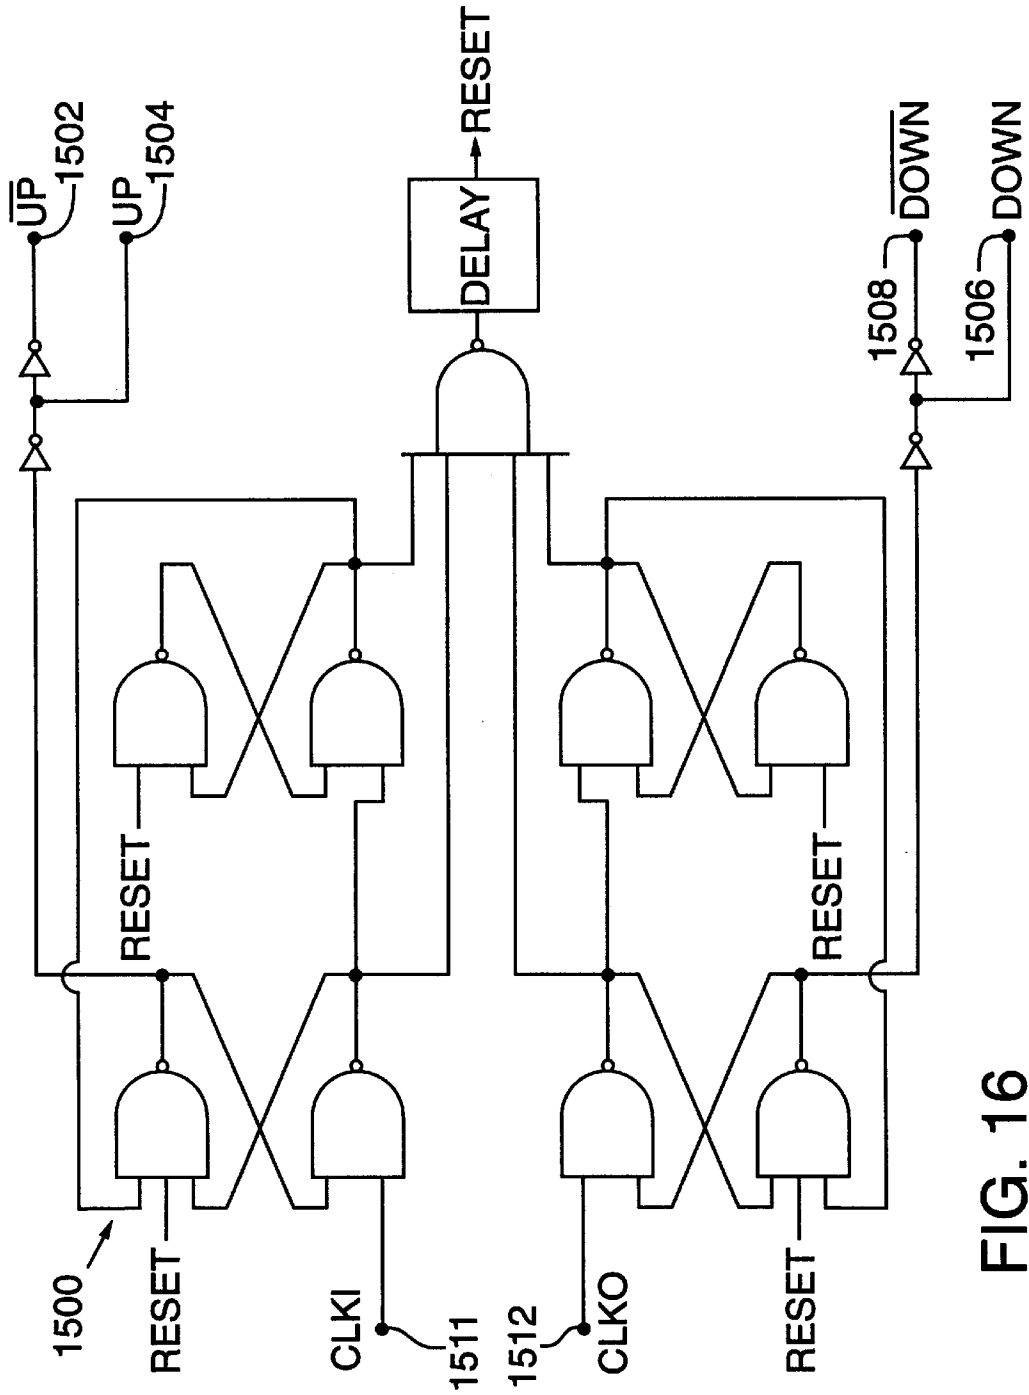 1500
RESET
CLKI
1511
1512
CLKO
RESET
RESET
RESET
DELAY
RESET
UP
1502
UP
1504
DOWN
1508
DOWN
1506
FIG. 16